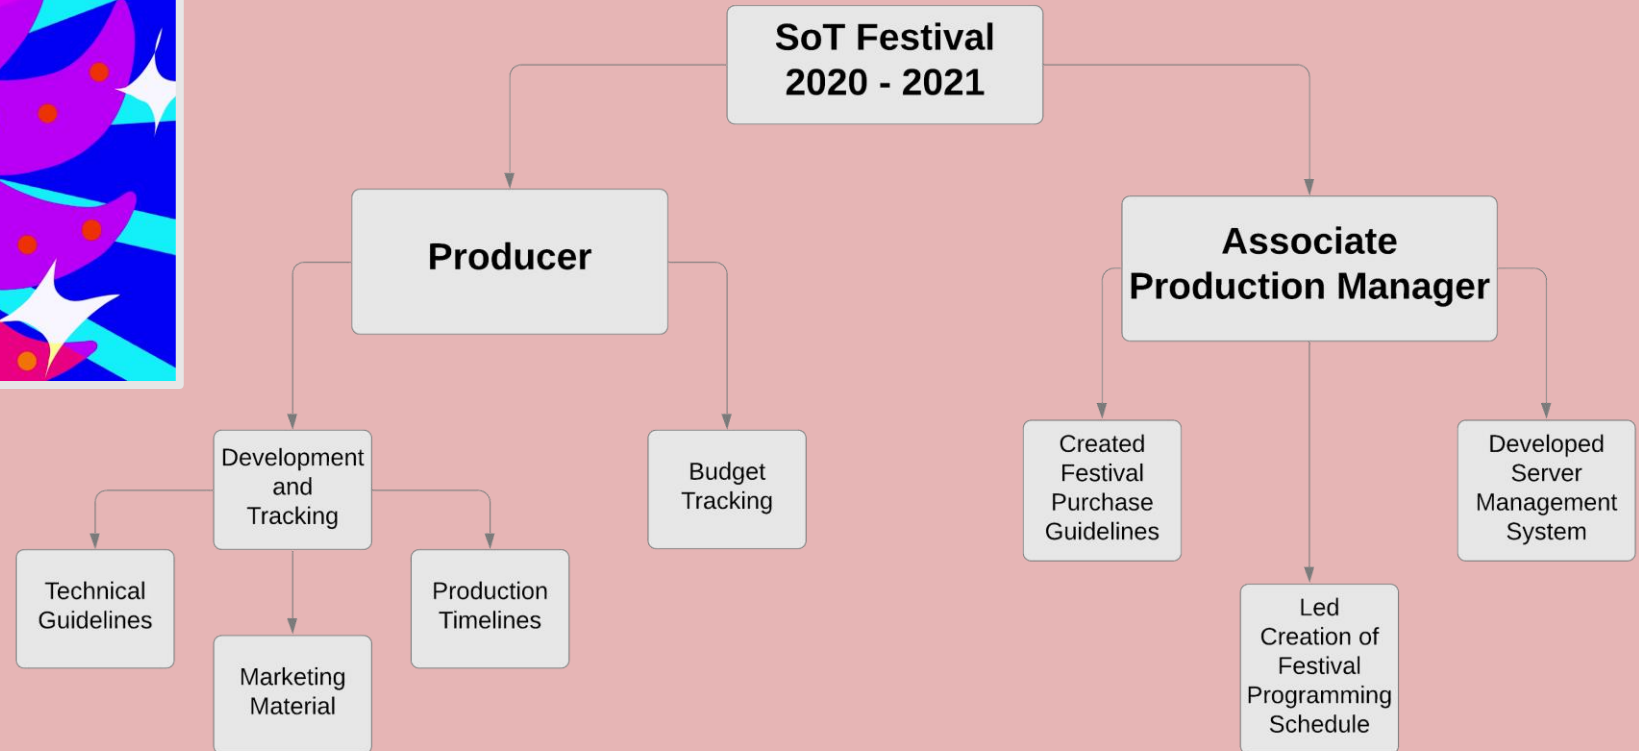 SoT Festival
2020 - 2021
Producer
Associate
Production Manager
Development
and
Tracking
Budget
Tracking
Created
Festival
Purchase
Guidelines
Developed
Server
Management
System
Technical
Guidelines
Production
Timelines
Marketing
Material
Led
Creation of
Festival
Programming
Schedule